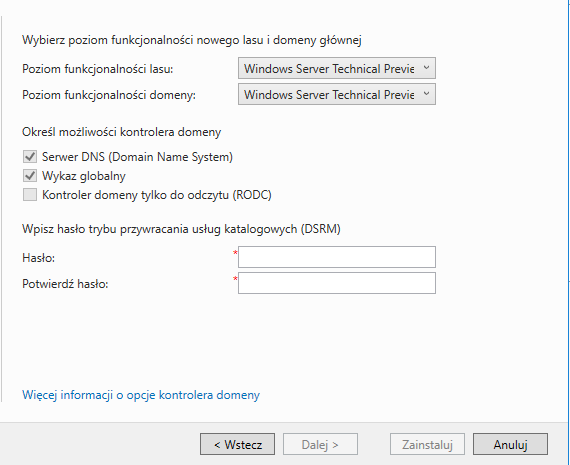 Wybierz poziom funkcjonalności nowego lasu i domeny głównej
Poziom funkcjonalności lasu: Windows Server Technical Previe
Poziom funkcjonalności domeny: Windows Server Technical Previe
Określ możliwości kontrolera domeny
Serwer DNS (Domain Name System)
Wykaz globalny
Kontroler domeny tylko do odczytu (RODC)
Wpisz hasło trybu przywracania usług katalogowych (DSRM)
Hasło: *
Potwierdź hasło: *
Więcej informacji o opcje kontrolera domeny
< Wstecz Dalej > Zainstaluj Anuluj